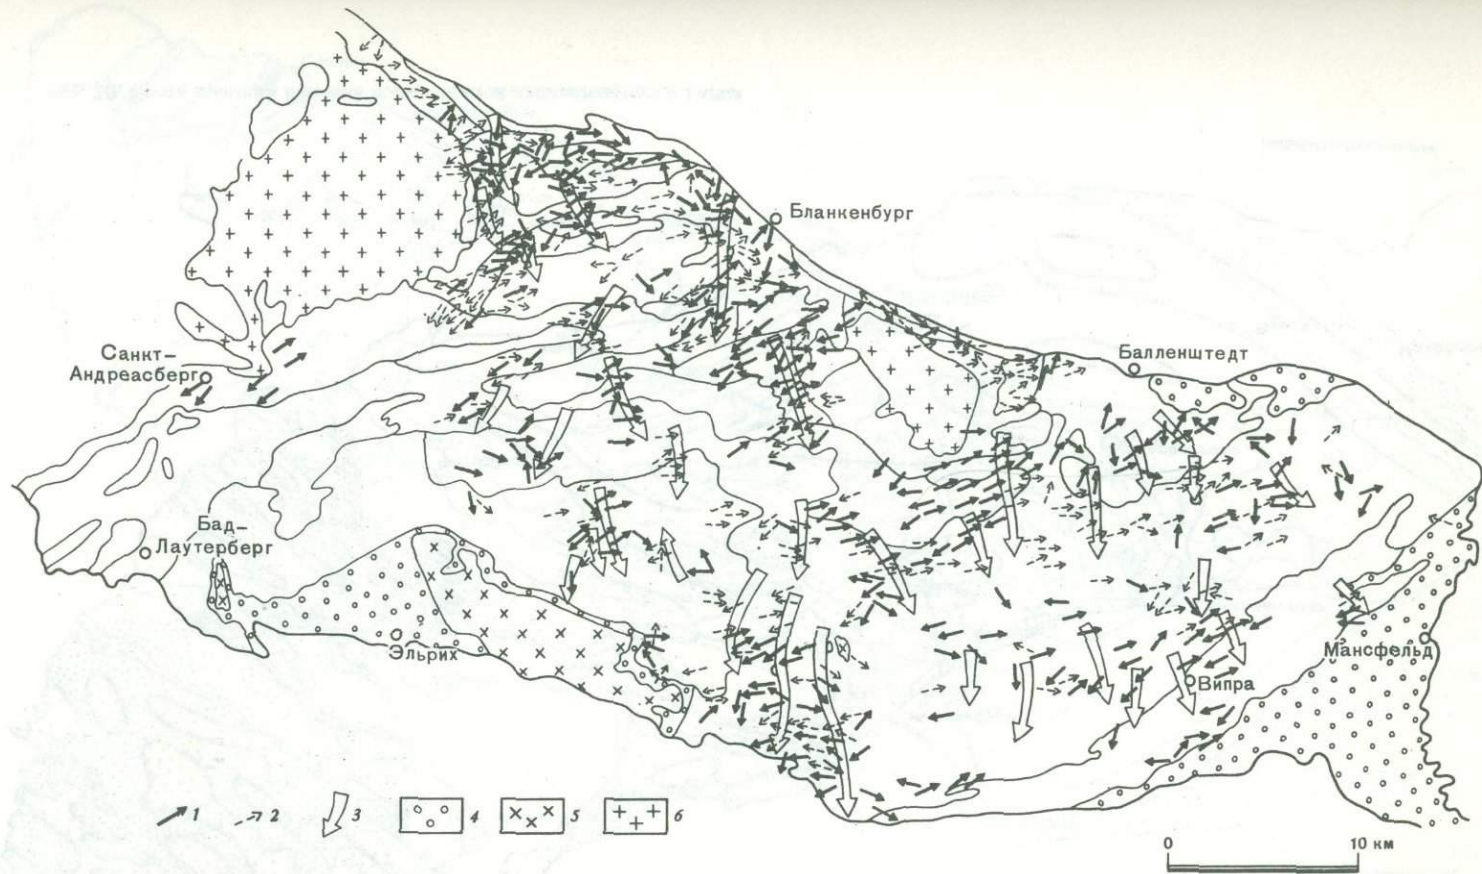 Бланкенбург
Санкт–
Андреасберг
Балленштедт
Бад–
Лаутерберг
Эльрих
Мансфельд
Випра
1
2
3
4
5
6
0 10 км